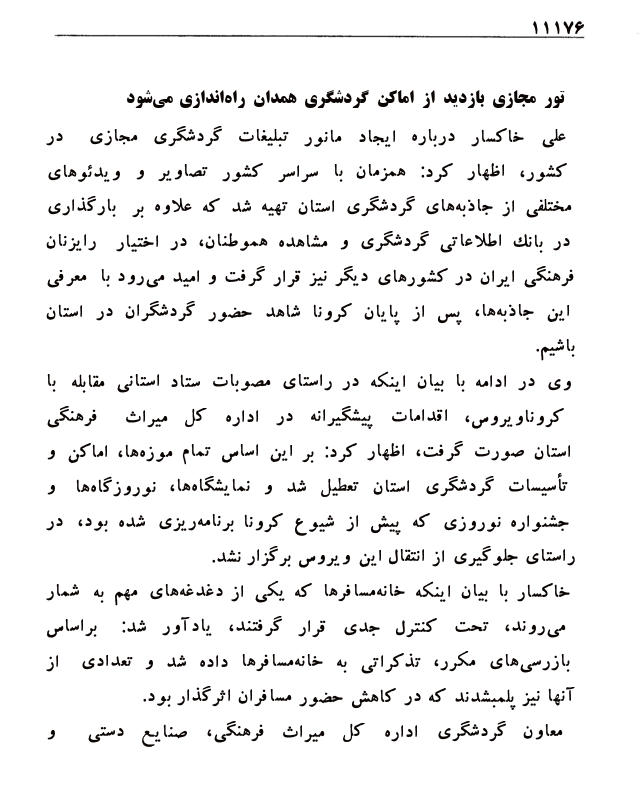 ۱۱۱۷۶
تور مجازی بازدید از اماکن گردشگری همدان راه‌اندازی می‌شود
علی خاکسار درباره ایجاد مانور تبلیغات گردشگری مجازی در
کشور، اظهار کرد: همزمان با سراسر کشور تصاویر و ویدئوهای
مختلفی از جاذبه‌های گردشگری استان تهیه شد که علاوه بر بارگذاری
در بانك اطلاعاتی گردشگری و مشاهده هموطنان، در اختیار رایزنان
فرهنگی ایران در کشورهای دیگر نیز قرار گرفت و امید می‌رود با معرفی
این جاذبه‌ها، پس از پایان کرونا شاهد حضور گردشگران در استان
باشیم.
وی در ادامه با بیان اینکه در راستای مصوبات ستاد استانی مقابله با
کروناویروس، اقدامات پیشگیرانه در اداره کل میراث فرهنگی
استان صورت گرفت، اظهار کرد: بر این اساس تمام موزه‌ها، اماکن و
تأسیسات گردشگری استان تعطیل شد و نمایشگاه‌ها، نوروزگاه‌ها و
جشنواره نوروزی که پیش از شیوع کرونا برنامه‌ریزی شده بود، در
راستای جلوگیری از انتقال این ویروس برگزار نشد.
خاکسار با بیان اینکه خانه‌مسافرها که یکی از دغدغه‌های مهم به شمار
می‌روند، تحت کنترل جدی قرار گرفتند، یادآور شد: براساس
بازرسی‌های مکرر، تذکراتی به خانه‌مسافرها داده شد و تعدادی از
آنها نیز پلمبشدند که در کاهش حضور مسافران اثرگذار بود.
معاون گردشگری اداره کل میراث فرهنگی، صنایع دستی و